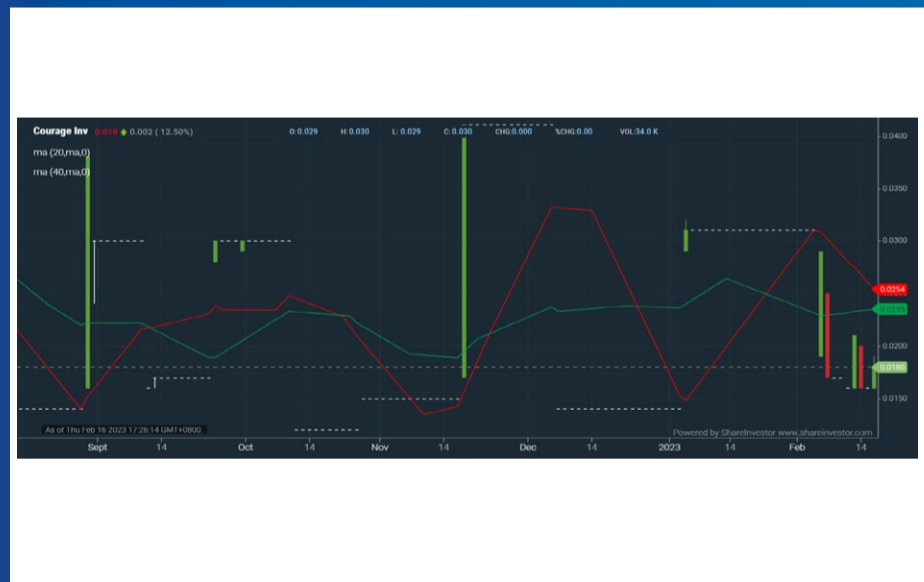 Courage Inv 0.018 0.002 ( 12.50%) O:0.029 H:0.030 L: 0.029 C: 0.030 CHG:0.000 %CHG:0.00 VOL:34.0 K
ma (20,ma,0)
ma (40,ma,0)
0.0400
0.0350
0.0300
0.0254
0.0235
0.0200
0.0180
0.0150
As of Thu Feb 16 2023 17:26:14 GMT+0800.
Powered by ShareInvestor www.shareinvestor.com
Sept 14 Oct 14 Nov 14 Dec 14 2023 14 Feb 14